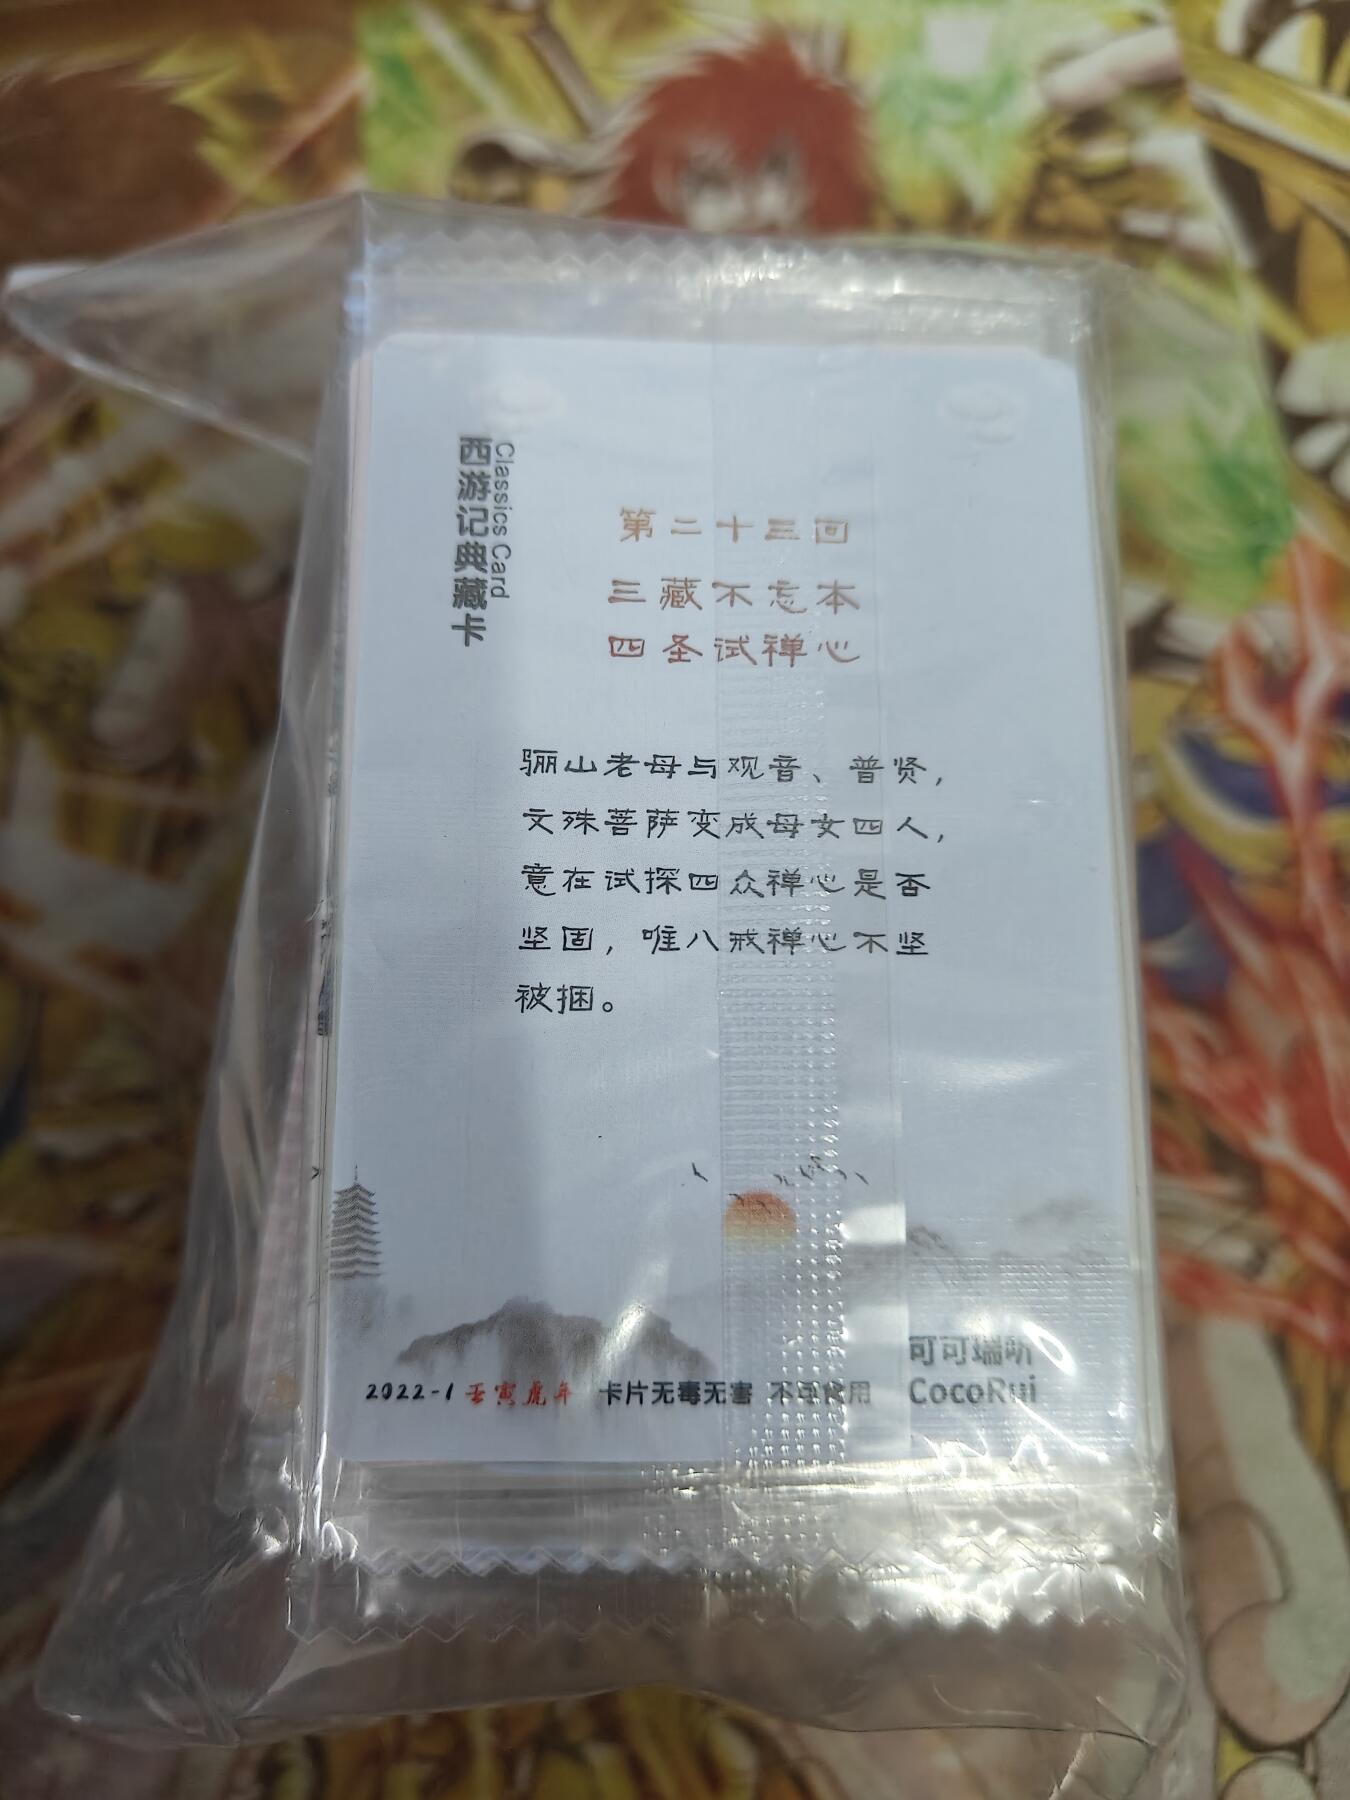 西游记典藏卡
Classics Card
第二十三回
三藏不忘本
四圣试禅心
骊山老母与观音、普贤，
文殊菩萨变成母女四人，
意在试探四众禅心是否
坚固，唯八戒禅心不坚
被捆。
2022-1 壬寅虎年 卡片无毒无害 不可食用
可可瑞昕
CocoRui